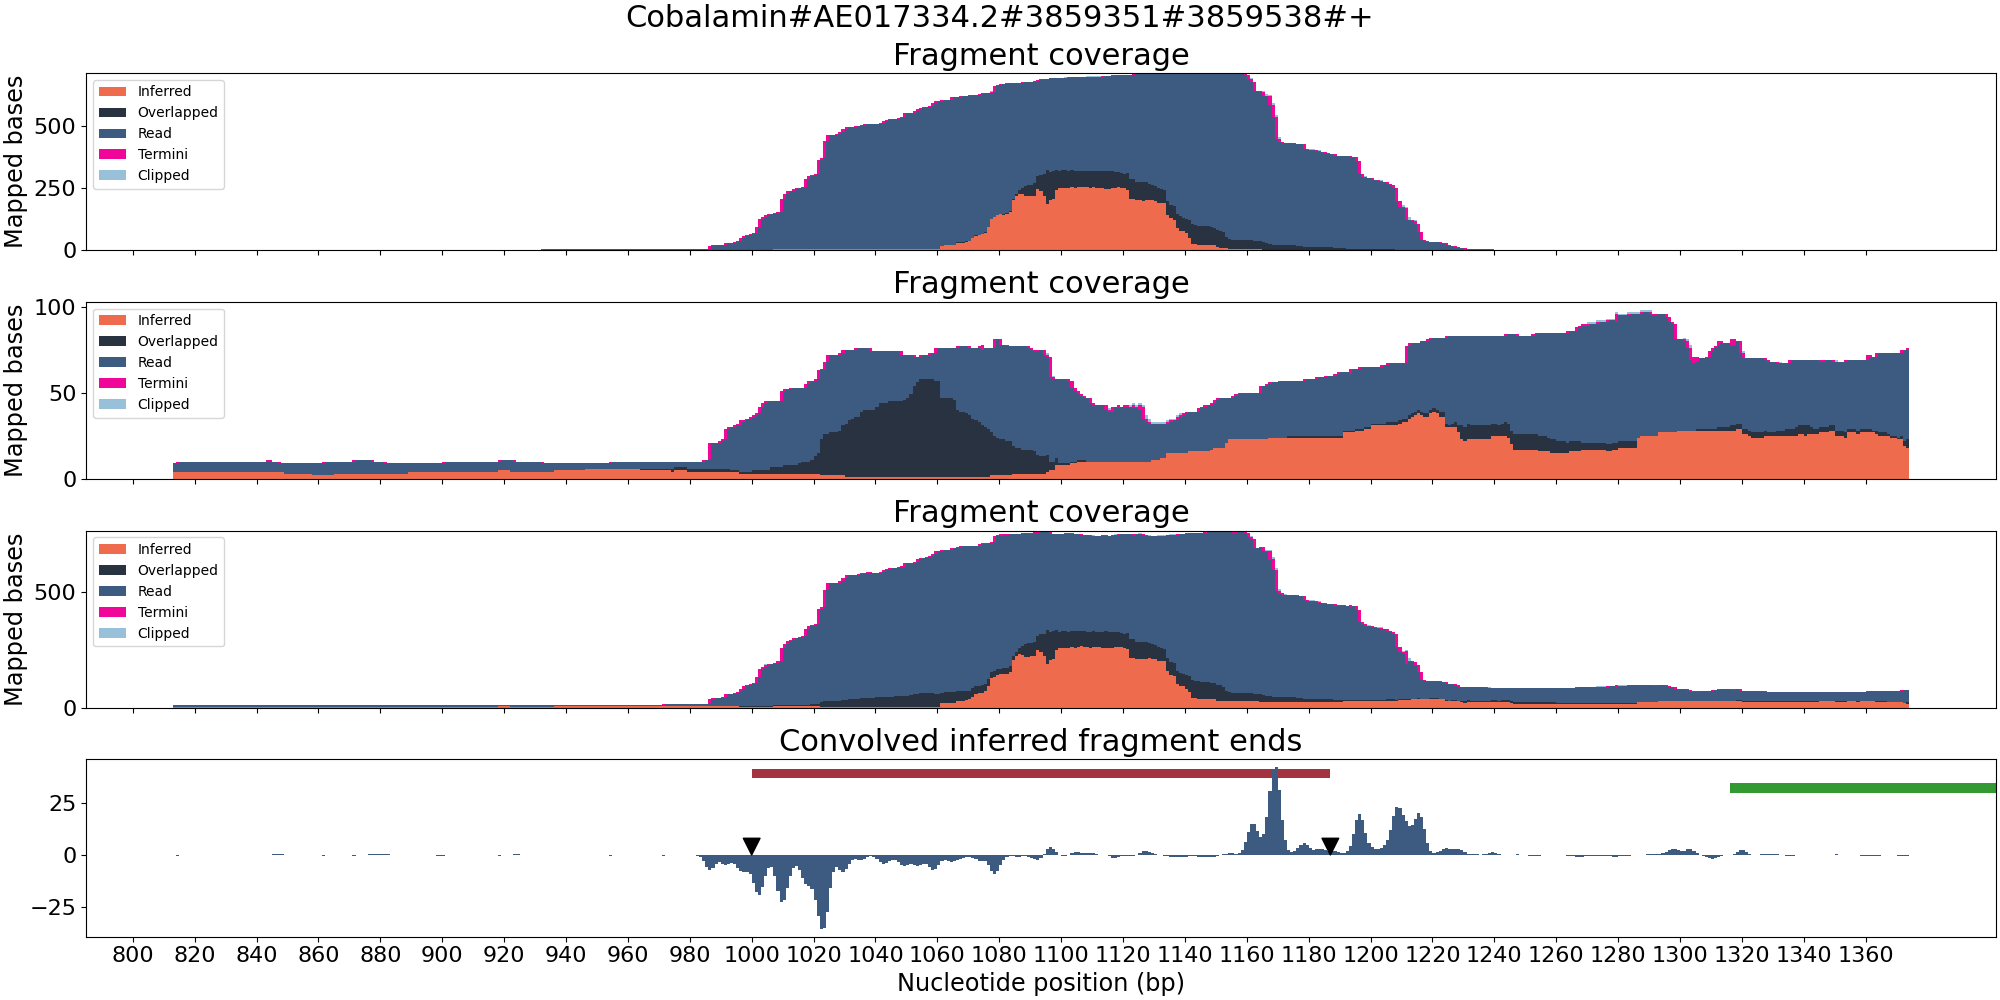 Cobalamin#AE017334.2#3859351#3859538#+
Fragment coverage
Mapped bases
500
250
0
Inferred
Overlapped
Read
Termini
Clipped
Fragment coverage
Mapped bases
100
50
0
Inferred
Overlapped
Read
Termini
Clipped
Fragment coverage
Mapped bases
500
0
Inferred
Overlapped
Read
Termini
Clipped
Convolved inferred fragment ends
25
0
−25
800 820 840 860 880 900 920 940 960 980 1000 1020 1040 1060 1080 1100 1120 1140 1160 1180 1200 1220 1240 1260 1280 1300 1320 1340 1360
Nucleotide position (bp)